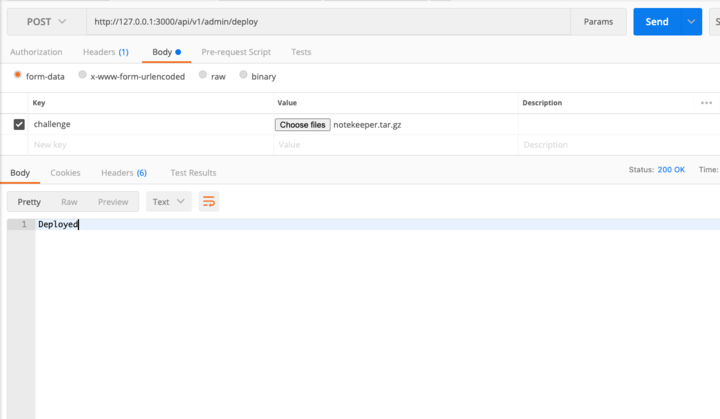 POST http://127.0.0.1:3000/api/v1/admin/deploy Params Send S
Authorization Headers (1) Body Pre-request Script Tests
form-data x-www-form-urlencoded raw binary
Key Value Description
challenge Choose files notekeeper.tar.gz
New key Value Description
Body Cookies Headers (6) Test Results Status: 200 OK Time:
Pretty Raw Preview Text
1 Deployed